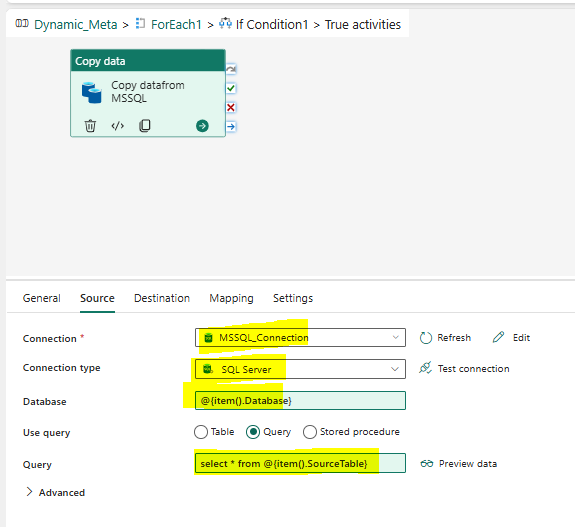 Dynamic_Meta > ForEach1 > If Condition1 > True activities
Copy data
Copy datafrom
MSSQL
General Source Destination Mapping Settings
Connection * MSSQL_Connection Refresh Edit
Connection type SQL Server Test connection
Database @{item().Database}
Use query Table Query Stored procedure
Query select * from @{item().SourceTable} Preview data
> Advanced